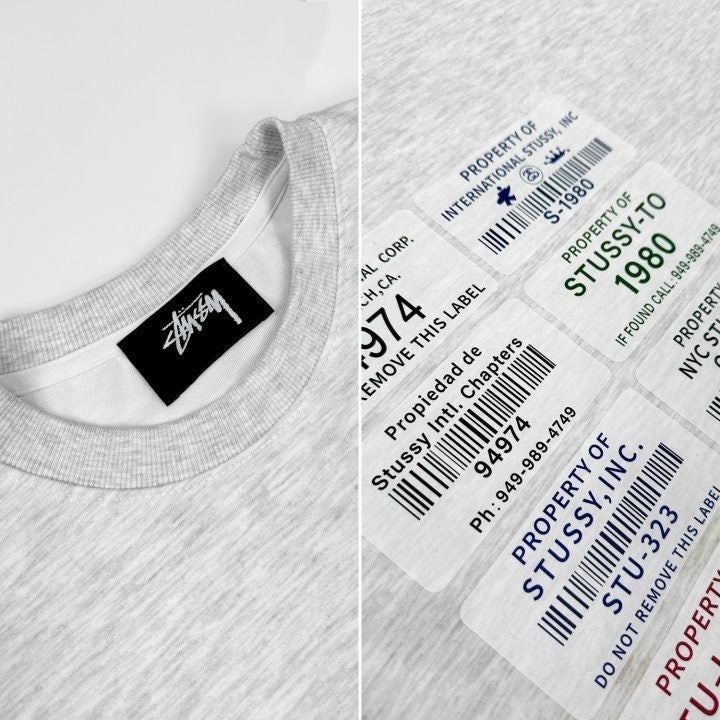 Stüssy
PROPERTY OF
INTERNATIONAL STUSSY, INC
S-1980
PROPERTY OF
STUSSY-TO
1980
IF FOUND CALL: 949-989-4749
AL CORP.
CH,CA.
974
REMOVE THIS LABEL
Propiedad de
Stussy Intl. Chapters
94974
Ph: 949-989-4749
PROPERTY
NYC ST
PROPERTY OF
STUSSY, INC.
STU-323
DO NOT REMOVE THIS LABEL
PROPERTY